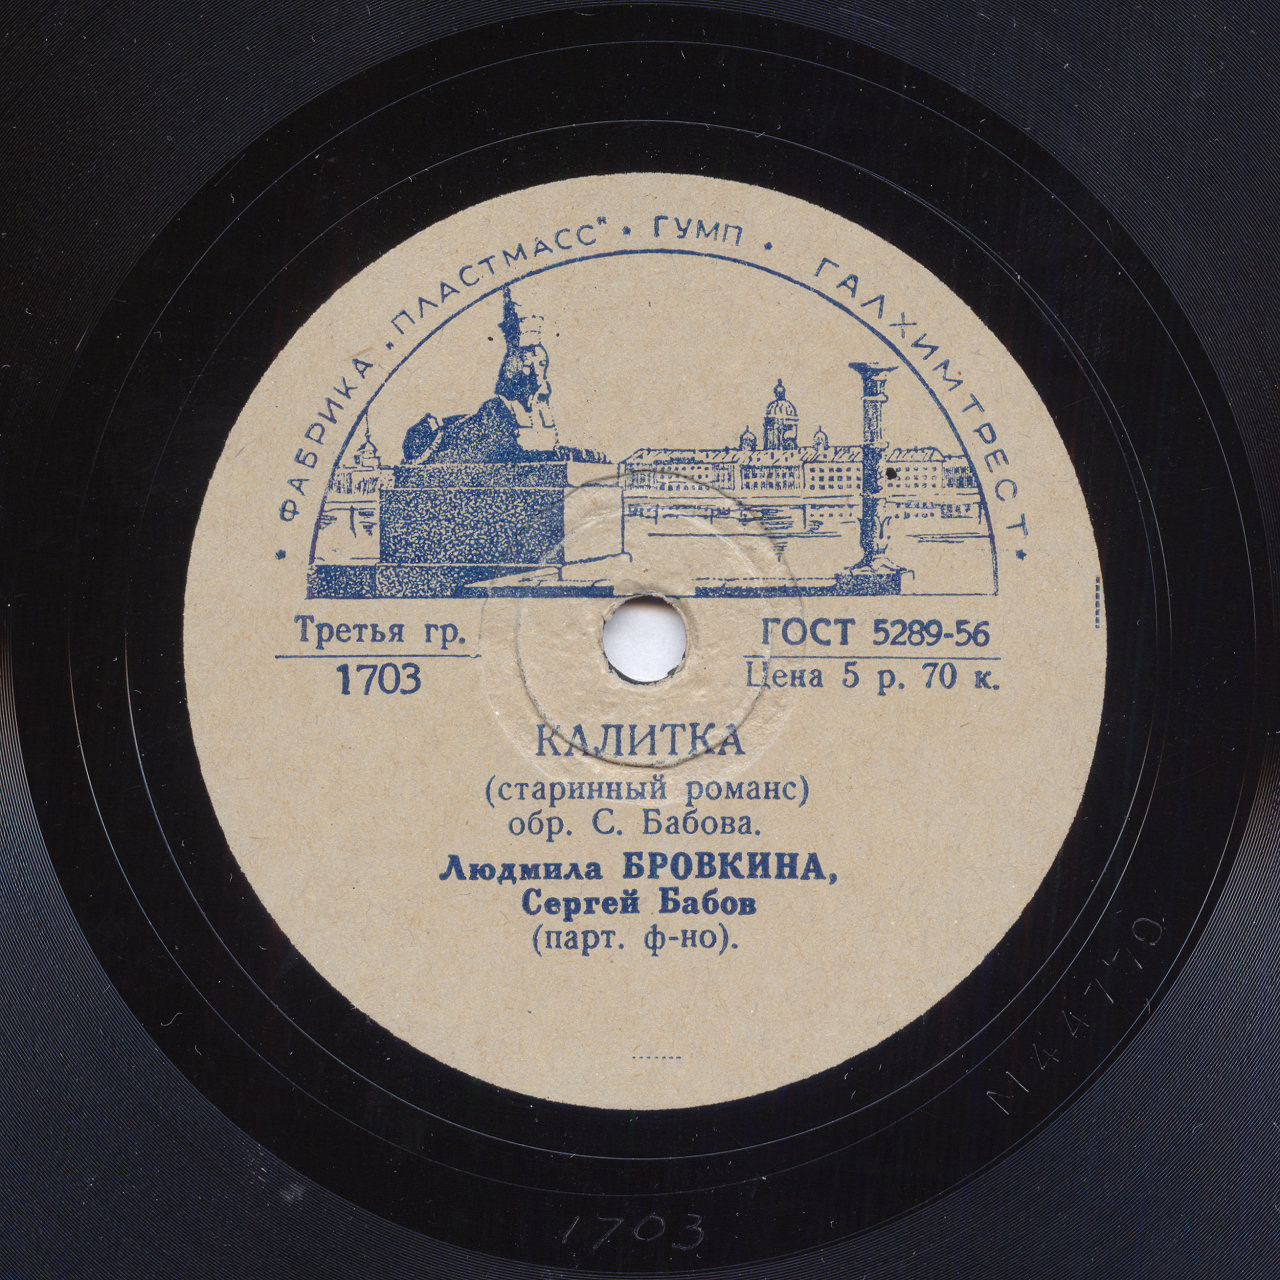 ФАБРИКА „ПЛАСТМАСС" · ГУМП · ГАЛХИМТРЕСТ
Третья гр.
1703
ГОСТ 5289-56
Цена 5 р. 70 к.
КАЛИТКА
(старинный романс)
обр. С. Бабова.
Людмила БРОВКИНА,
Сергей Бабов
(парт. ф-но).
1703